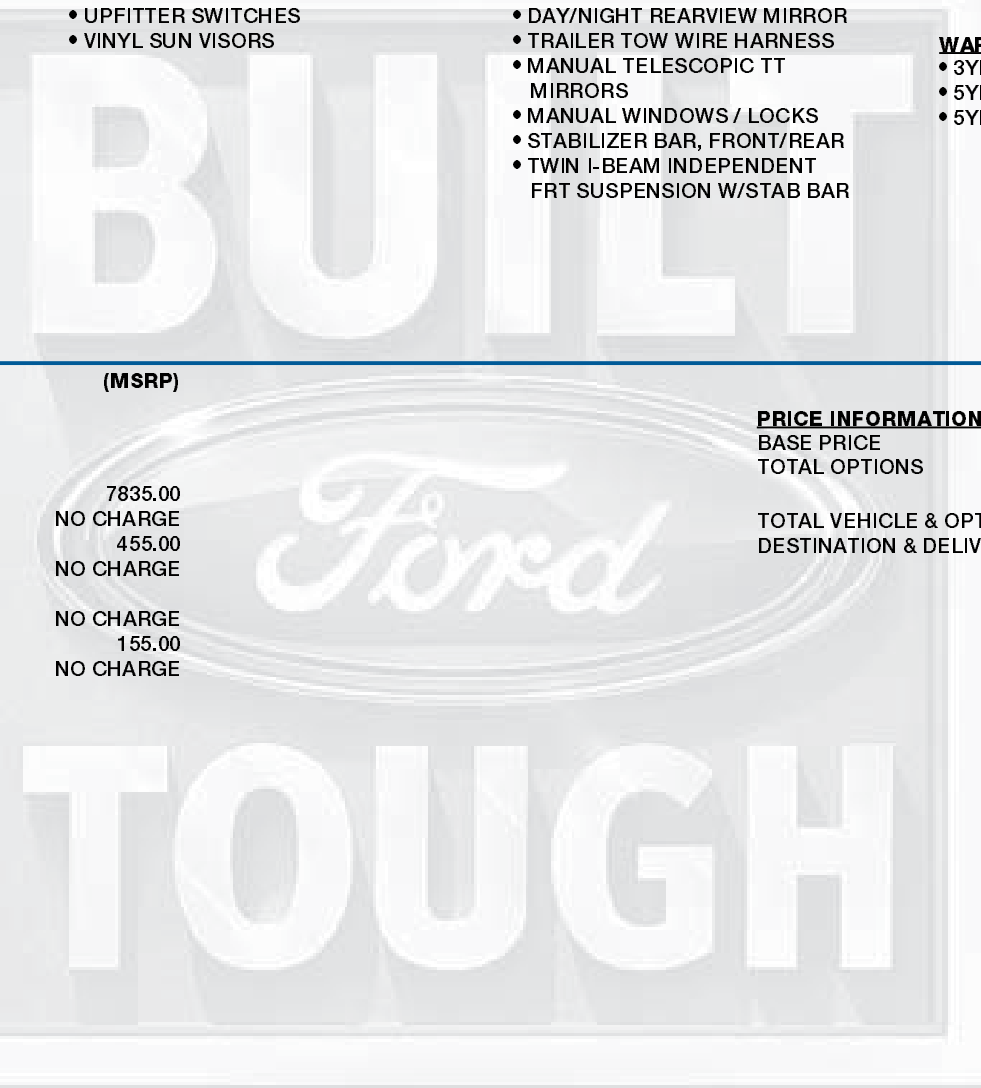 • UPFITTER SWITCHES
• VINYL SUN VISORS
• DAY/NIGHT REARVIEW MIRROR
• TRAILER TOW WIRE HARNESS
• MANUAL TELESCOPIC TT
MIRRORS
• MANUAL WINDOWS / LOCKS
• STABILIZER BAR, FRONT/REAR
• TWIN I-BEAM INDEPENDENT
FRT SUSPENSION W/STAB BAR
• 3Y
• 5Y
• 5Y
BUILT
(MSRP)
7835.00
NO CHARGE
455.00
NO CHARGE
NO CHARGE
155.00
NO CHARGE
Ford
PRICE INFORMATION
BASE PRICE
TOTAL OPTIONS
TOTAL VEHICLE & OPT
DESTINATION & DELIV
TOUGH